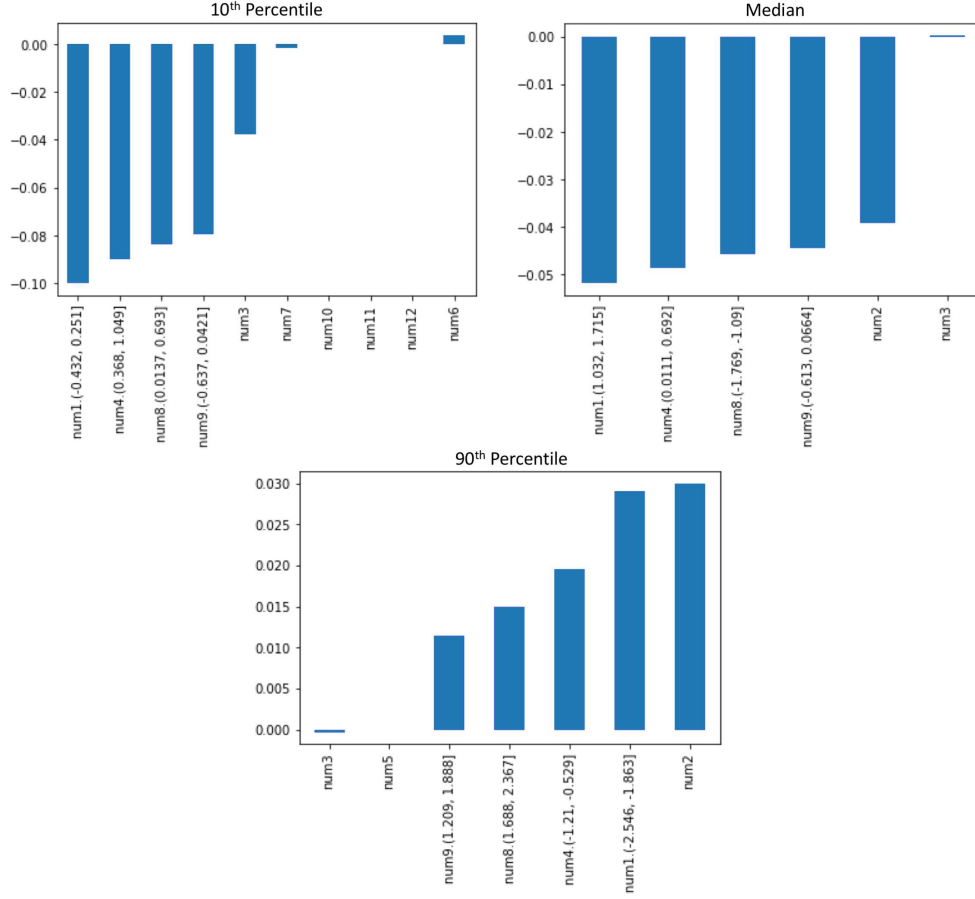 10th Percentile
0.00
−0.02
−0.04
−0.06
−0.08
−0.10
num1.(-0.432, 0.251]
num4.(0.368, 1.049]
num8.(0.0137, 0.693]
num9.(-0.637, 0.0421]
num3
num7
num10
num11
num12
num6
Median
0.00
−0.01
−0.02
−0.03
−0.04
−0.05
num1.(1.032, 1.715]
num4.(0.0111, 0.692]
num8.(-1.769, -1.09]
num9.(-0.613, 0.0664]
num2
num3
90th Percentile
0.030
0.025
0.020
0.015
0.010
0.005
0.000
num3
num5
num9.(1.209, 1.888]
num8.(1.688, 2.367]
num4.(-1.21, -0.529]
num1.(-2.546, -1.863]
num2